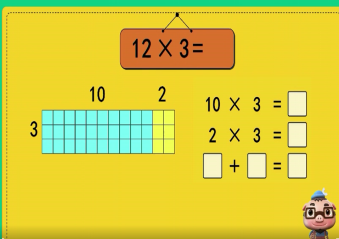 12 × 3 =
10 2
3
10 × 3 =
2 × 3 =
+ =